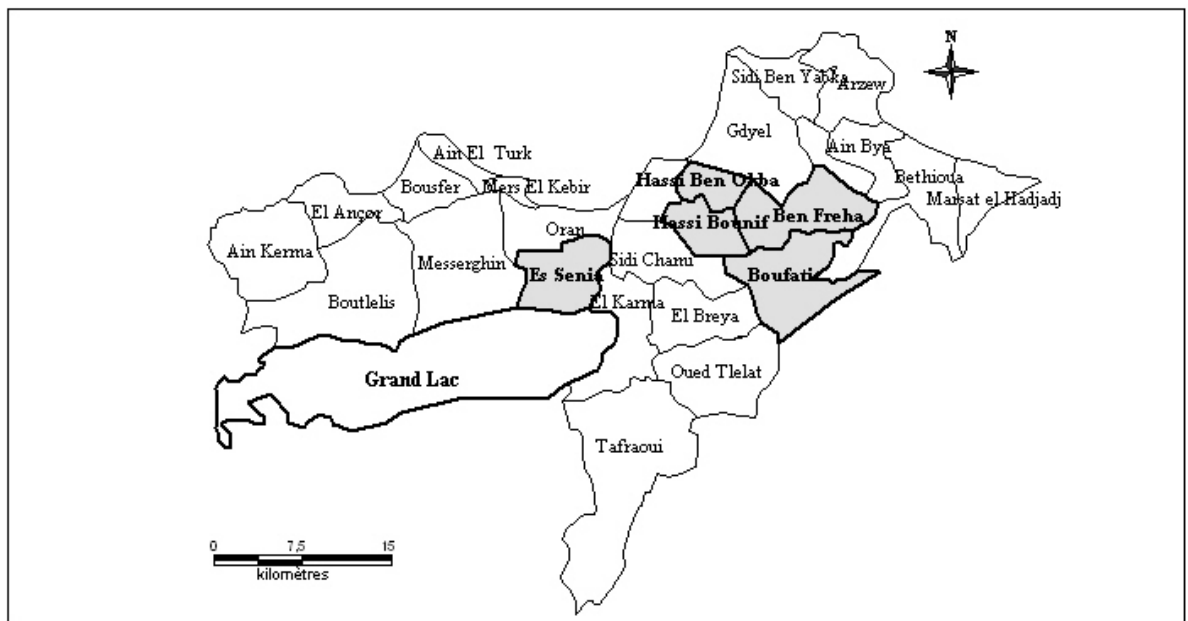 N
Sidi Ben Yabka
Arzew
Gdyel
Ain Bya
Ain El Turk
Bethioua
Hassi Ben Okba
Bousfer
Mers El Kebir
Marsat el Hadjadj
El Ançor
Ben Freha
Hassi Bounif
Oran
Ain Kerma
Messerghin
Sidi Chami
Es Senia
Boufatis
Boutlelis
El Karma
El Breya
Grand Lac
Oued Tlelat
Tafraoui
0 7,5 15
kilomètres